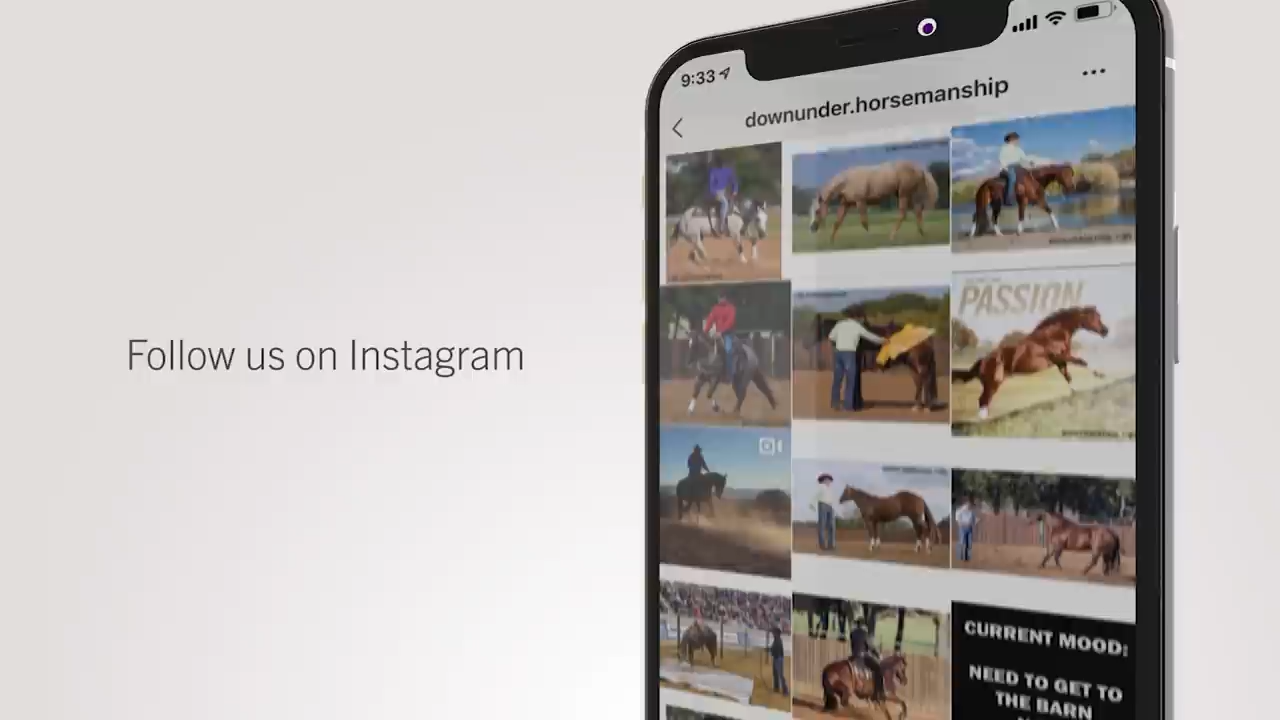 9:33
downunder.horsemanship
Follow us on Instagram
PASSION
CURRENT MOOD:
NEED TO GET TO
THE BARN